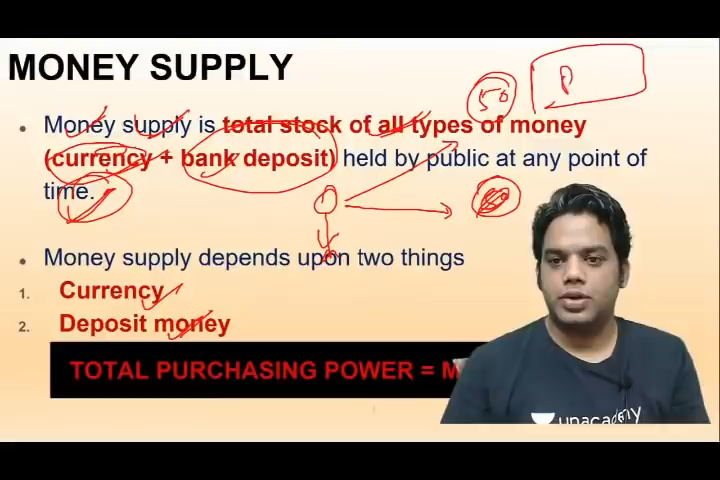 MONEY SUPPLY
50
P
• Money supply is total stock of all types of money
(currency + bank deposit) held by public at any point of
time.
• Money supply depends upon two things
1. Currency
2. Deposit money
TOTAL PURCHASING POWER = M
unacademy